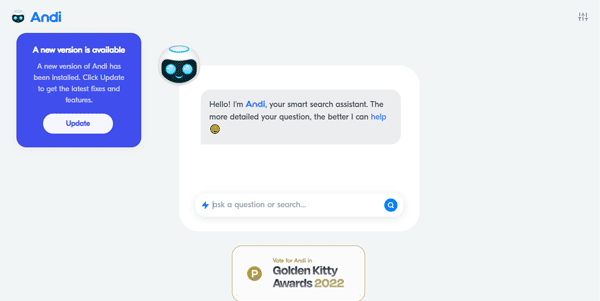 Andi
A new version is available
A new version of Andi has
been installed. Click Update
to get the latest fixes and
features.
Update
Hello! I'm Andi, your smart search assistant. The
more detailed your question, the better I can help
ask a question or search...
P
Vote for Andi in
Golden Kitty
Awards 2022